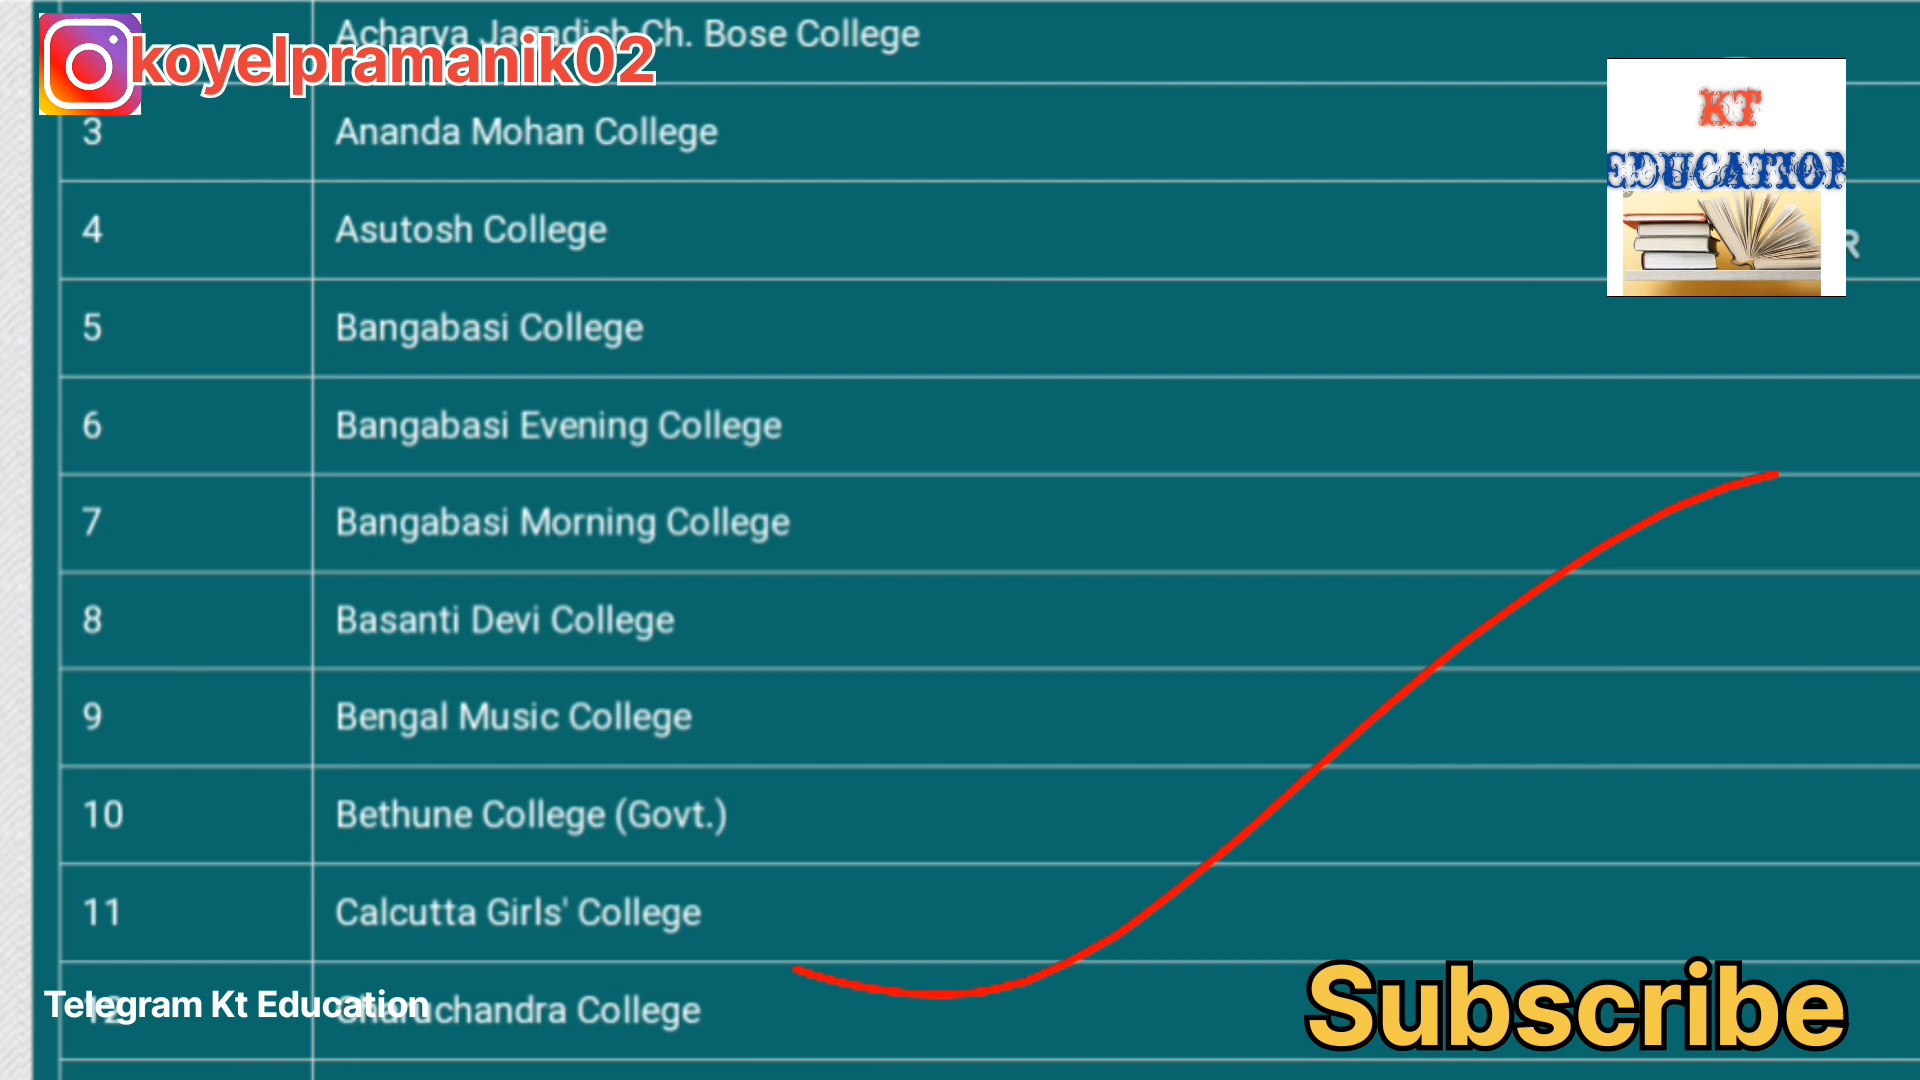 Acharya Jagadish Ch. Bose College
koyelpramanik02
KT
EDUCATION
3 Ananda Mohan College
4 Asutosh College
R
5 Bangabasi College
6 Bangabasi Evening College
7 Bangabasi Morning College
8 Basanti Devi College
9 Bengal Music College
10 Bethune College (Govt.)
11 Calcutta Girls' College
12 Charuchandra College
Telegram Kt Education
Subscribe